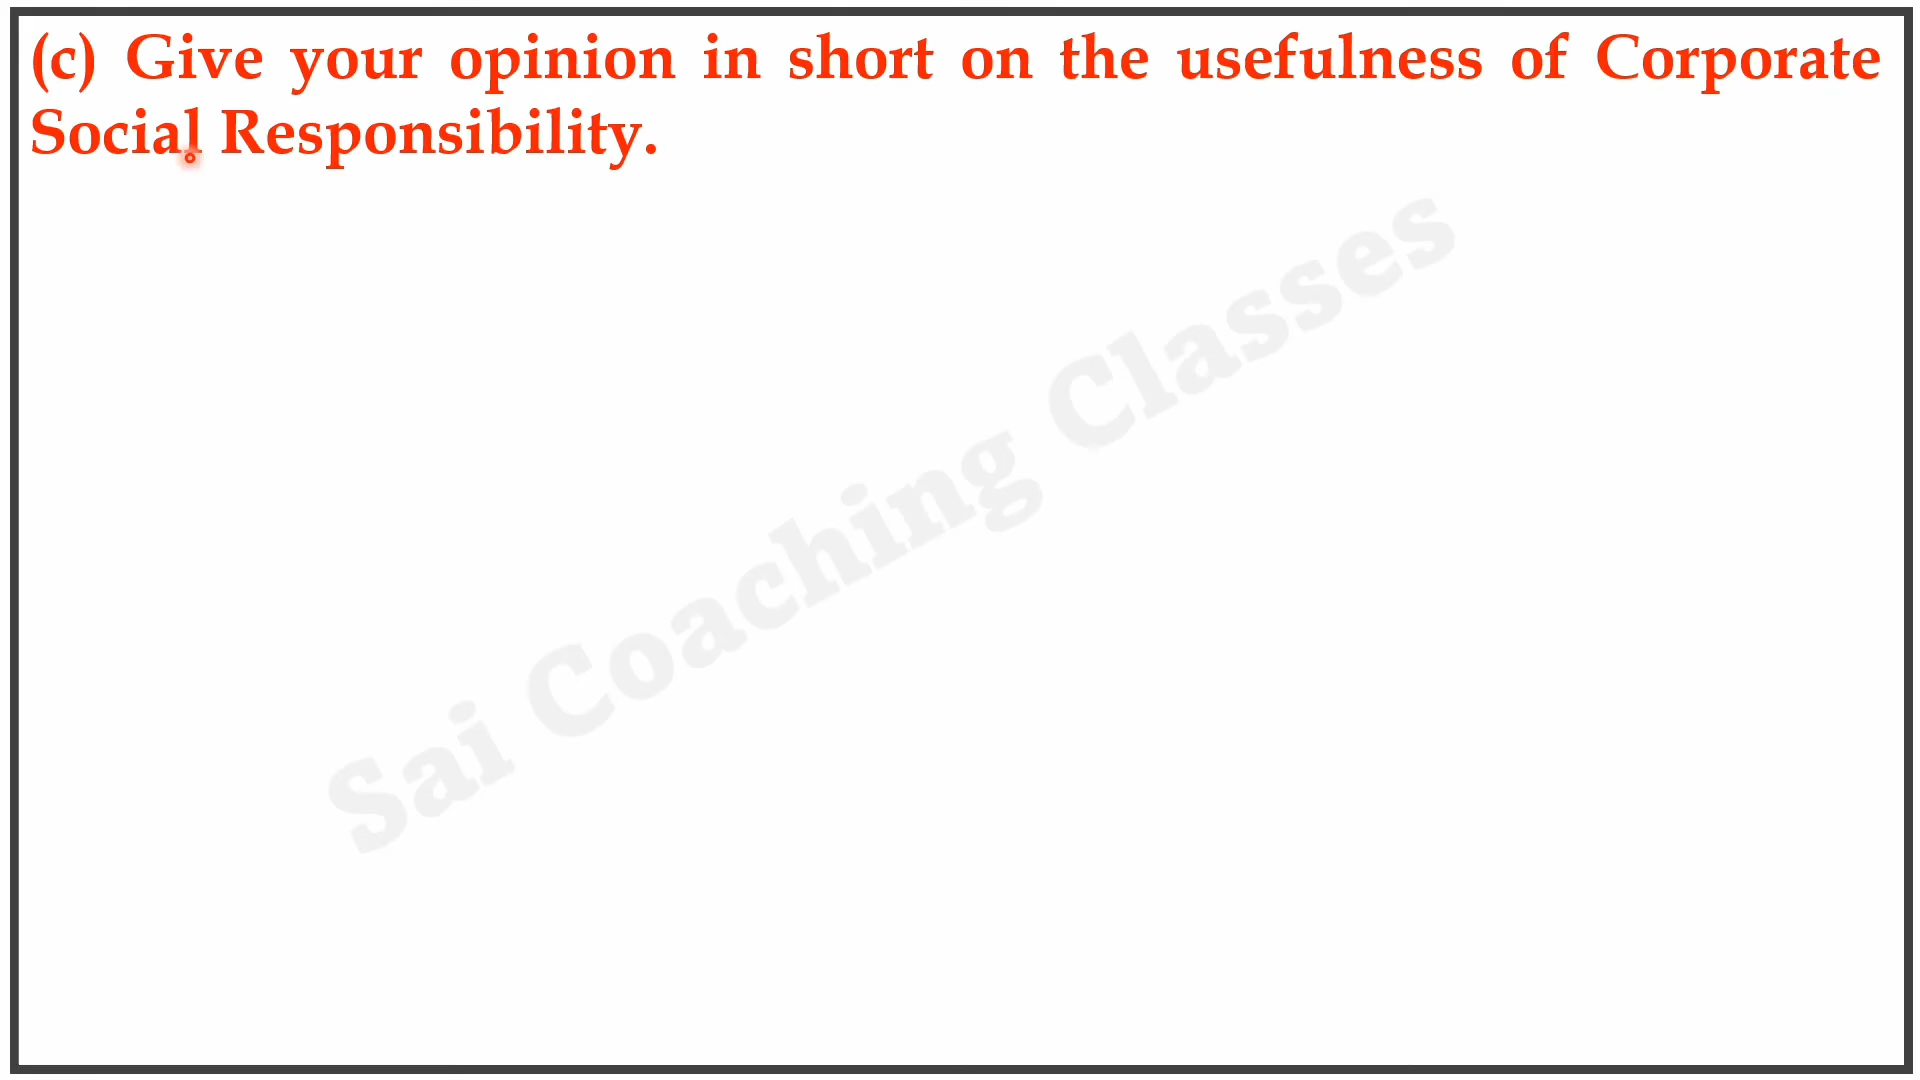 (c) Give your opinion in short on the usefulness of Corporate
Social Responsibility.
Sai Coaching Classes